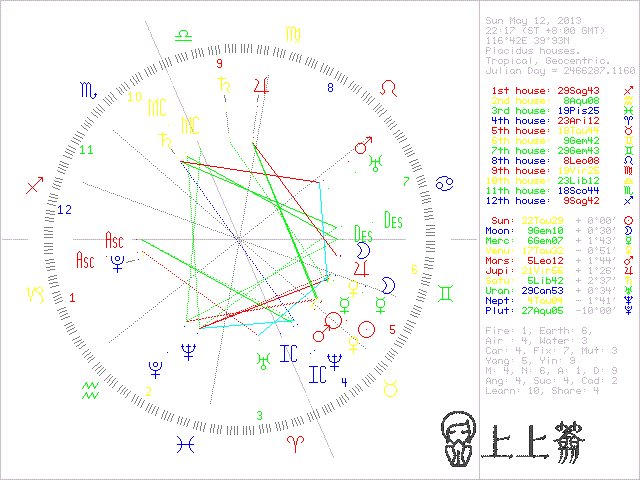 Sun May 12, 2013
22:17 (ST +8:00 GMT)
116°42E 39°93N
Placidus houses.
Tropical, Geocentric.
Julian Day = 2466287.1160
1st house: 29Sag43
2nd house: 8Aqu08
3rd house: 19Pis25
4th house: 23Ari12
5th house: 18Tau44
6th house: 9Gem42
7th house: 29Gem43
8th house: 8Leo08
9th house: 19Vir25
10th house: 23Lib12
11th house: 18Sco44
12th house: 9Sag42
Sun: 22Tau29 + 0°00'
Moon: 9Gem10 + 0°30'
Merc: 6Gem07 + 1°43'
Venu: 17Tau32 - 0°51'
Mars: 5Leo12 + 1°44'
Jupi: + 1°26'
Satu: 5Lib42 + 2°37'
Uran: 29Can53 + 0°34'
Nept: - 1°41'
Plut: 27Aqu05 -10°00'
Fire: 1, Earth: 6,
Air : 4, Water: 3
Car: 4, Fix: 7, Mut: 3
Yang: 5, Yin: 9
M: 4, N: 6, A: 1, D: 9
Ang: 4, Suc: 4, Cad: 2
Learn: 10, Share: 4
9
8
10
MC
MC
11
7
12
Des
Asc
Des
Asc
6
1
5
IC
IC
2
4
3
上上